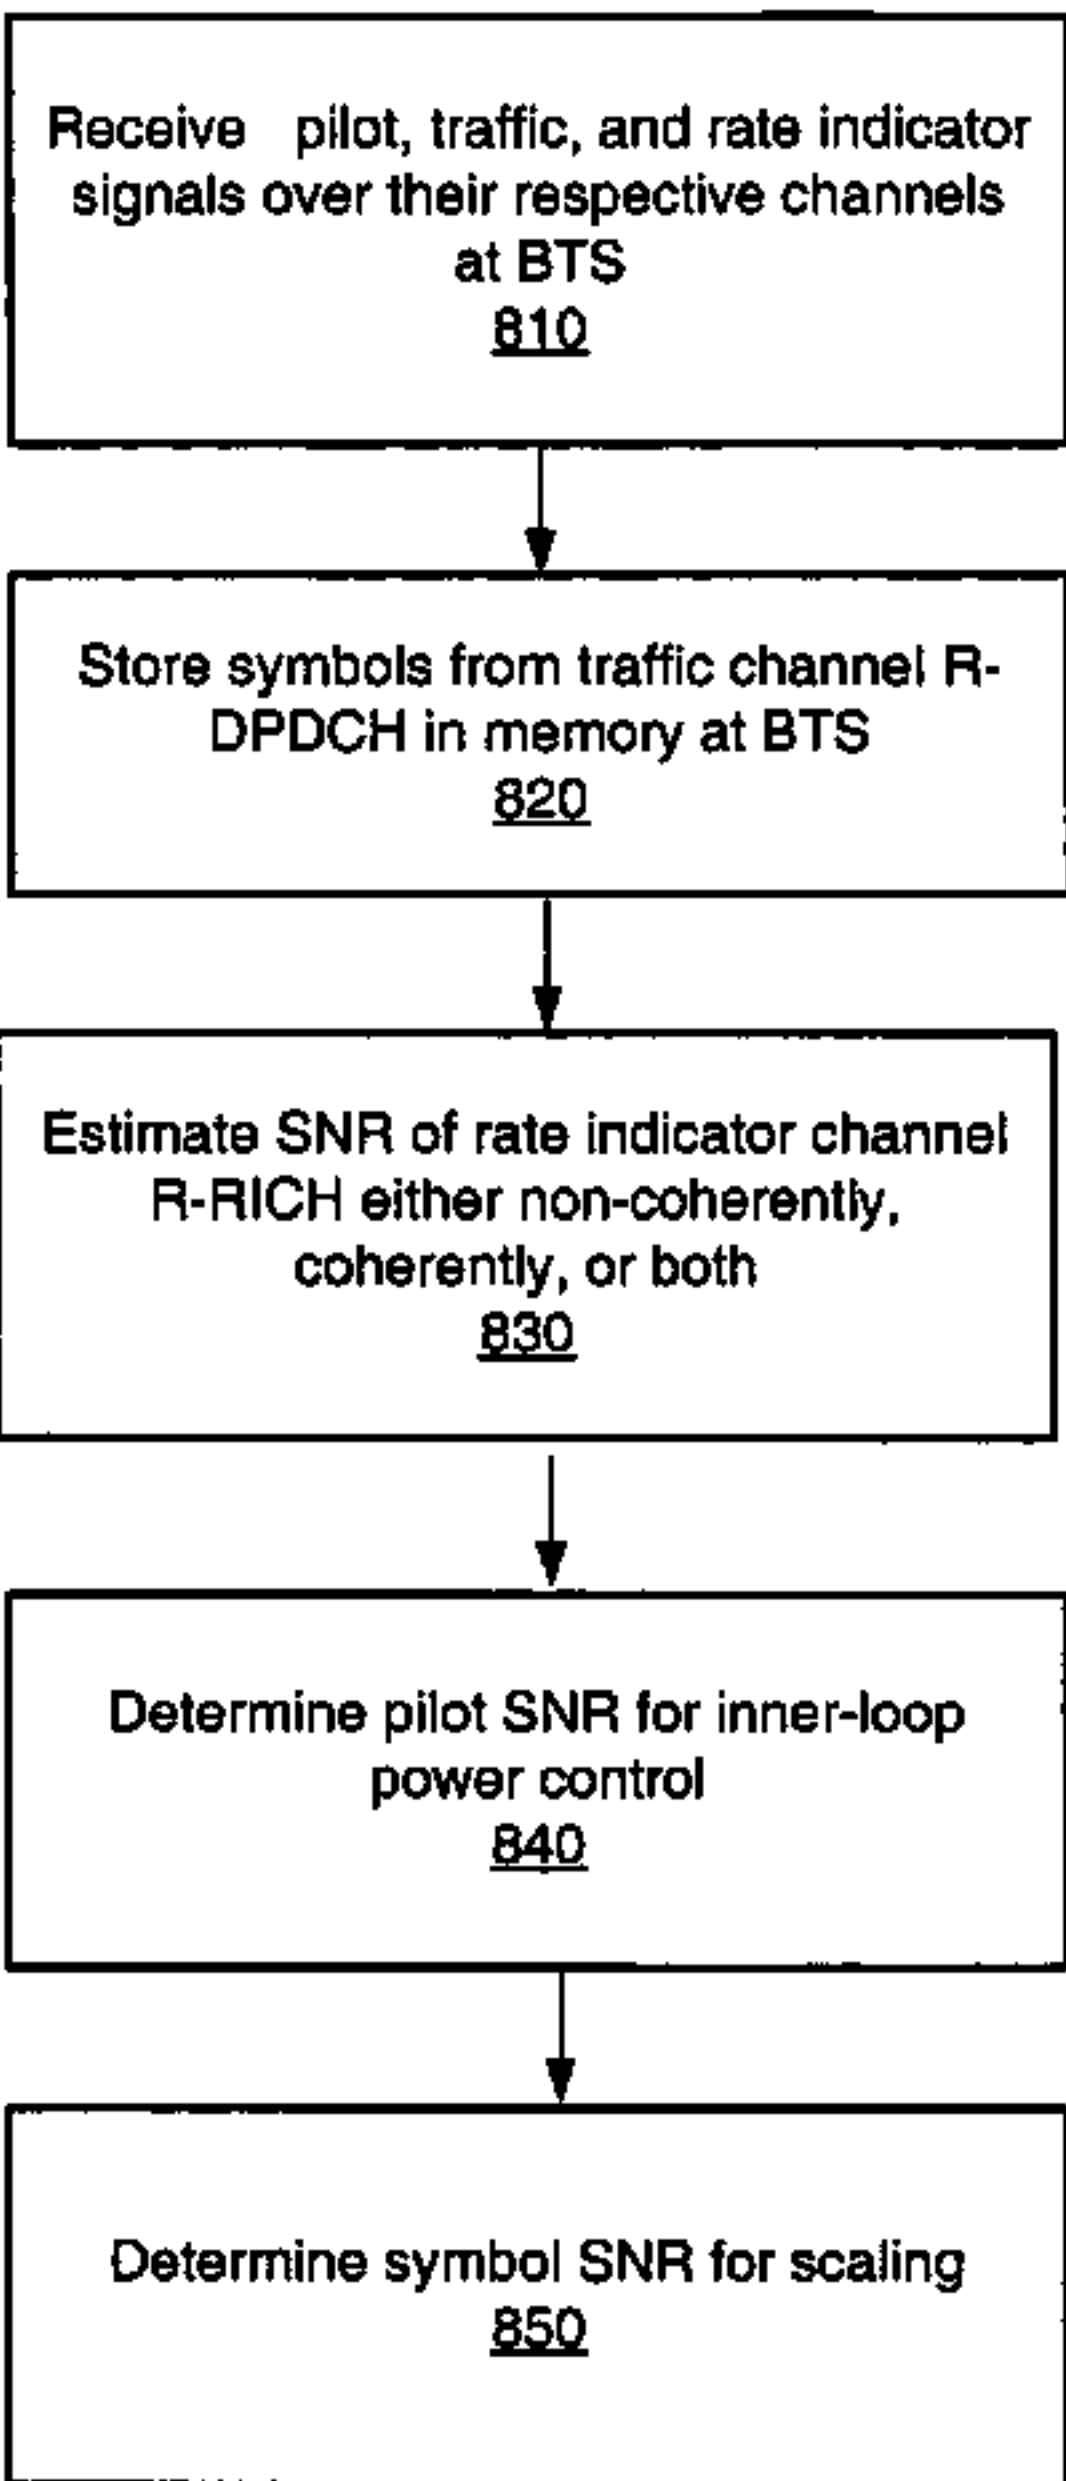 Receive pilot, traffic, and rate indicator
signals over their respective channels
at BTS
810
Store symbols from traffic channel R-
DPDCH in memory at BTS
820
Estimate SNR of rate indicator channel
R-RICH either non-coherently,
coherently, or both
830
Determine pilot SNR for inner-loop
power control
840
Determine symbol SNR for scaling
850